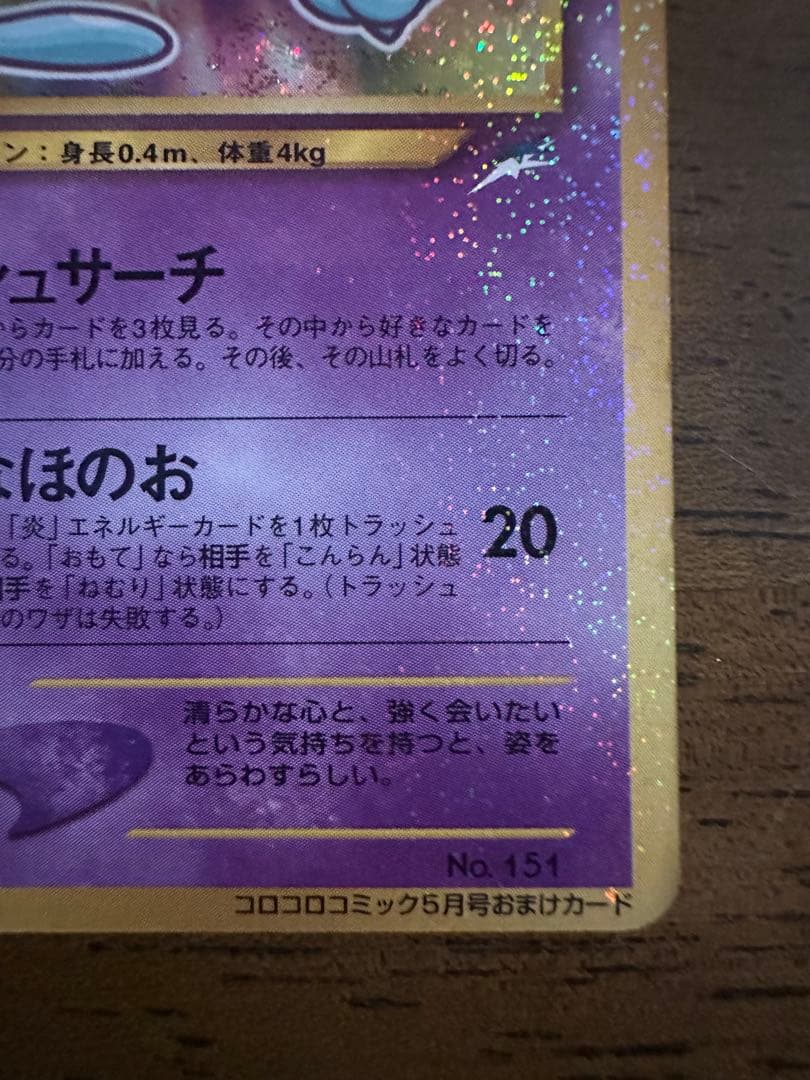 ン：身長0.4m、体重4kg
ュサーチ
からカードを3枚見る。その中から好きなカードを
分の手札に加える。その後、その山札をよく切る。
なほのお
「炎」エネルギーカードを1枚トラッシュ
る。「おもて」なら相手を「こんらん」状態
相手を「ねむり」状態にする。（トラッシュ
のワザは失敗する。）
20
清らかな心と、強く会いたい
という気持ちを持つと、姿を
あらわすらしい。
No. 151
コロコロコミック5月号おまけカード